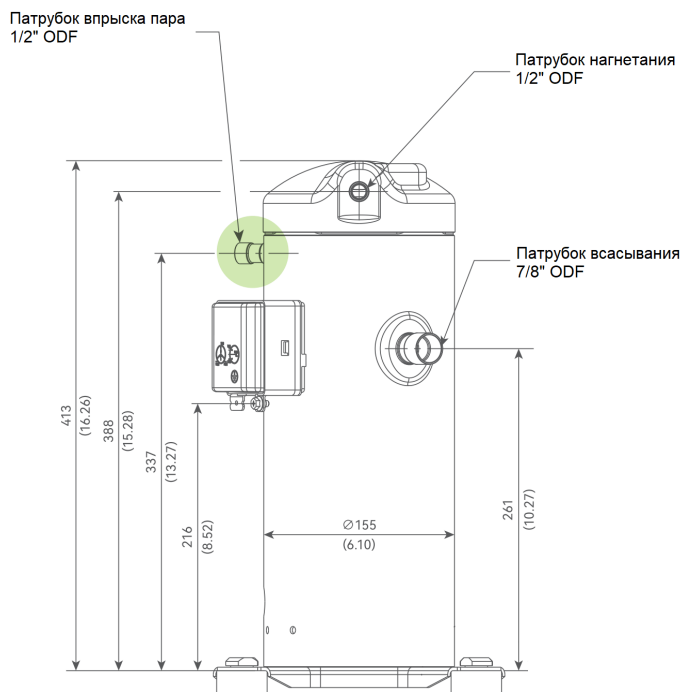 Патрубок впрыска пара
1/2" ODF
Патрубок нагнетания
1/2" ODF
Патрубок всасывания
7/8" ODF
413
(16.26)
388
(15.28)
337
(13.27)
216
(8.52)
⌀155
(6.10)
261
(10.27)